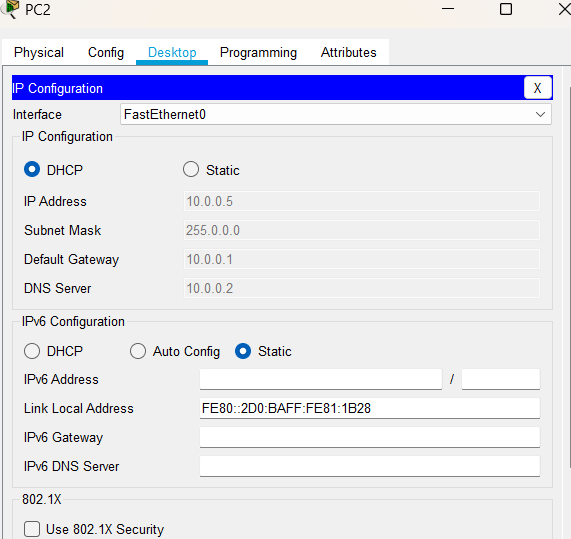 PC2
Physical Config Desktop Programming Attributes
IP Configuration X
Interface FastEthernet0
IP Configuration
DHCP Static
IP Address 10.0.0.5
Subnet Mask 255.0.0.0
Default Gateway 10.0.0.1
DNS Server 10.0.0.2
IPv6 Configuration
DHCP Auto Config Static
IPv6 Address /
Link Local Address FE80::2D0:BAFF:FE81:1B28
IPv6 Gateway
IPv6 DNS Server
802.1X
Use 802.1X Security